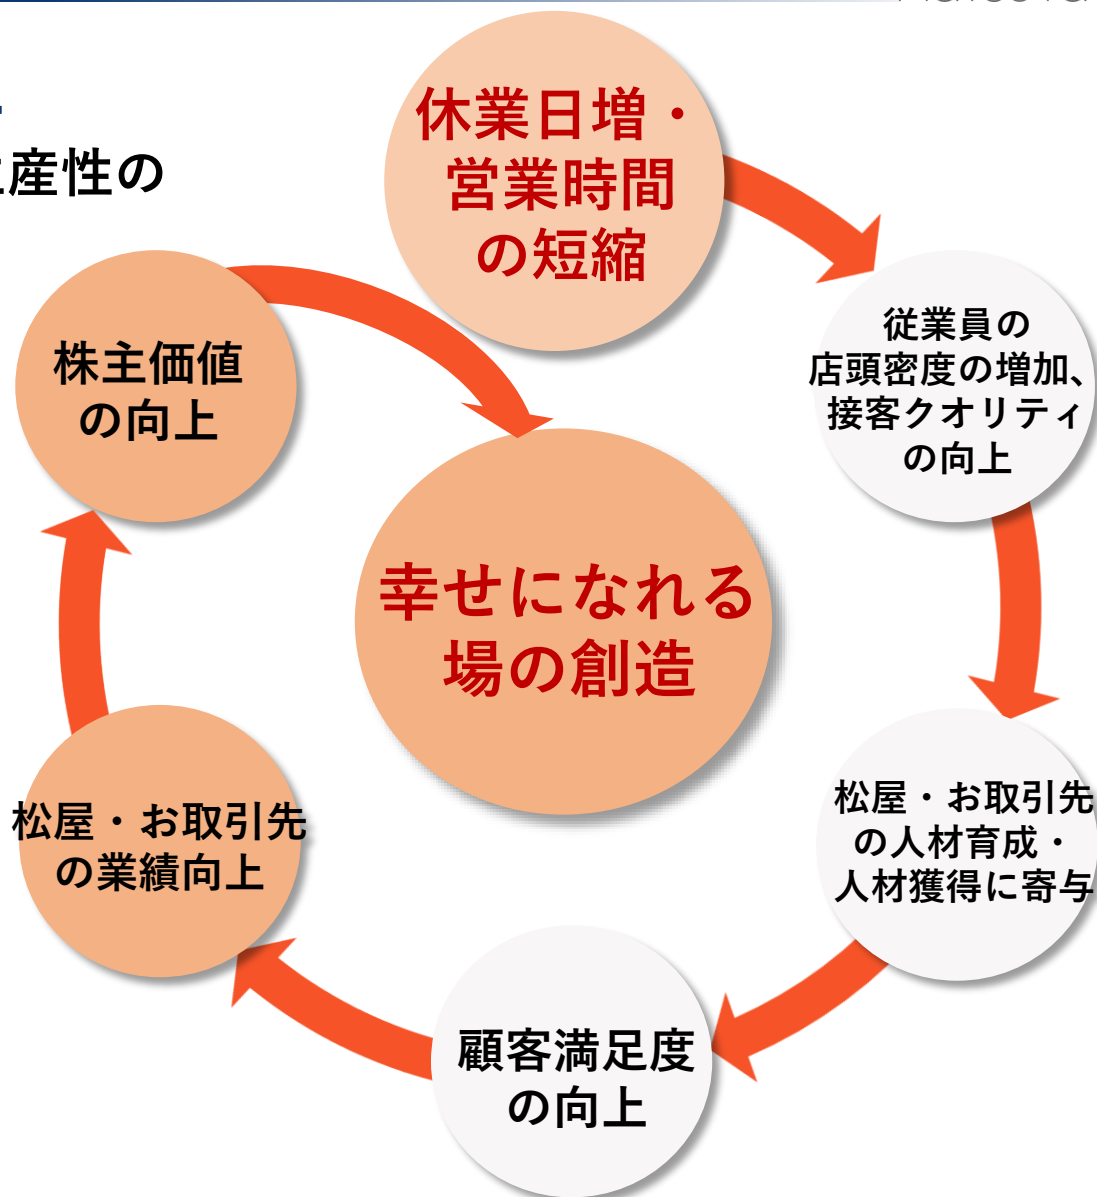 産性の
休業日増・
営業時間
の短縮
従業員の
店頭密度の増加、
接客クオリティ
の向上
松屋・お取引先
の人材育成・
人材獲得に寄与
顧客満足度
の向上
松屋・お取引先
の業績向上
株主価値
の向上
幸せになれる
場の創造